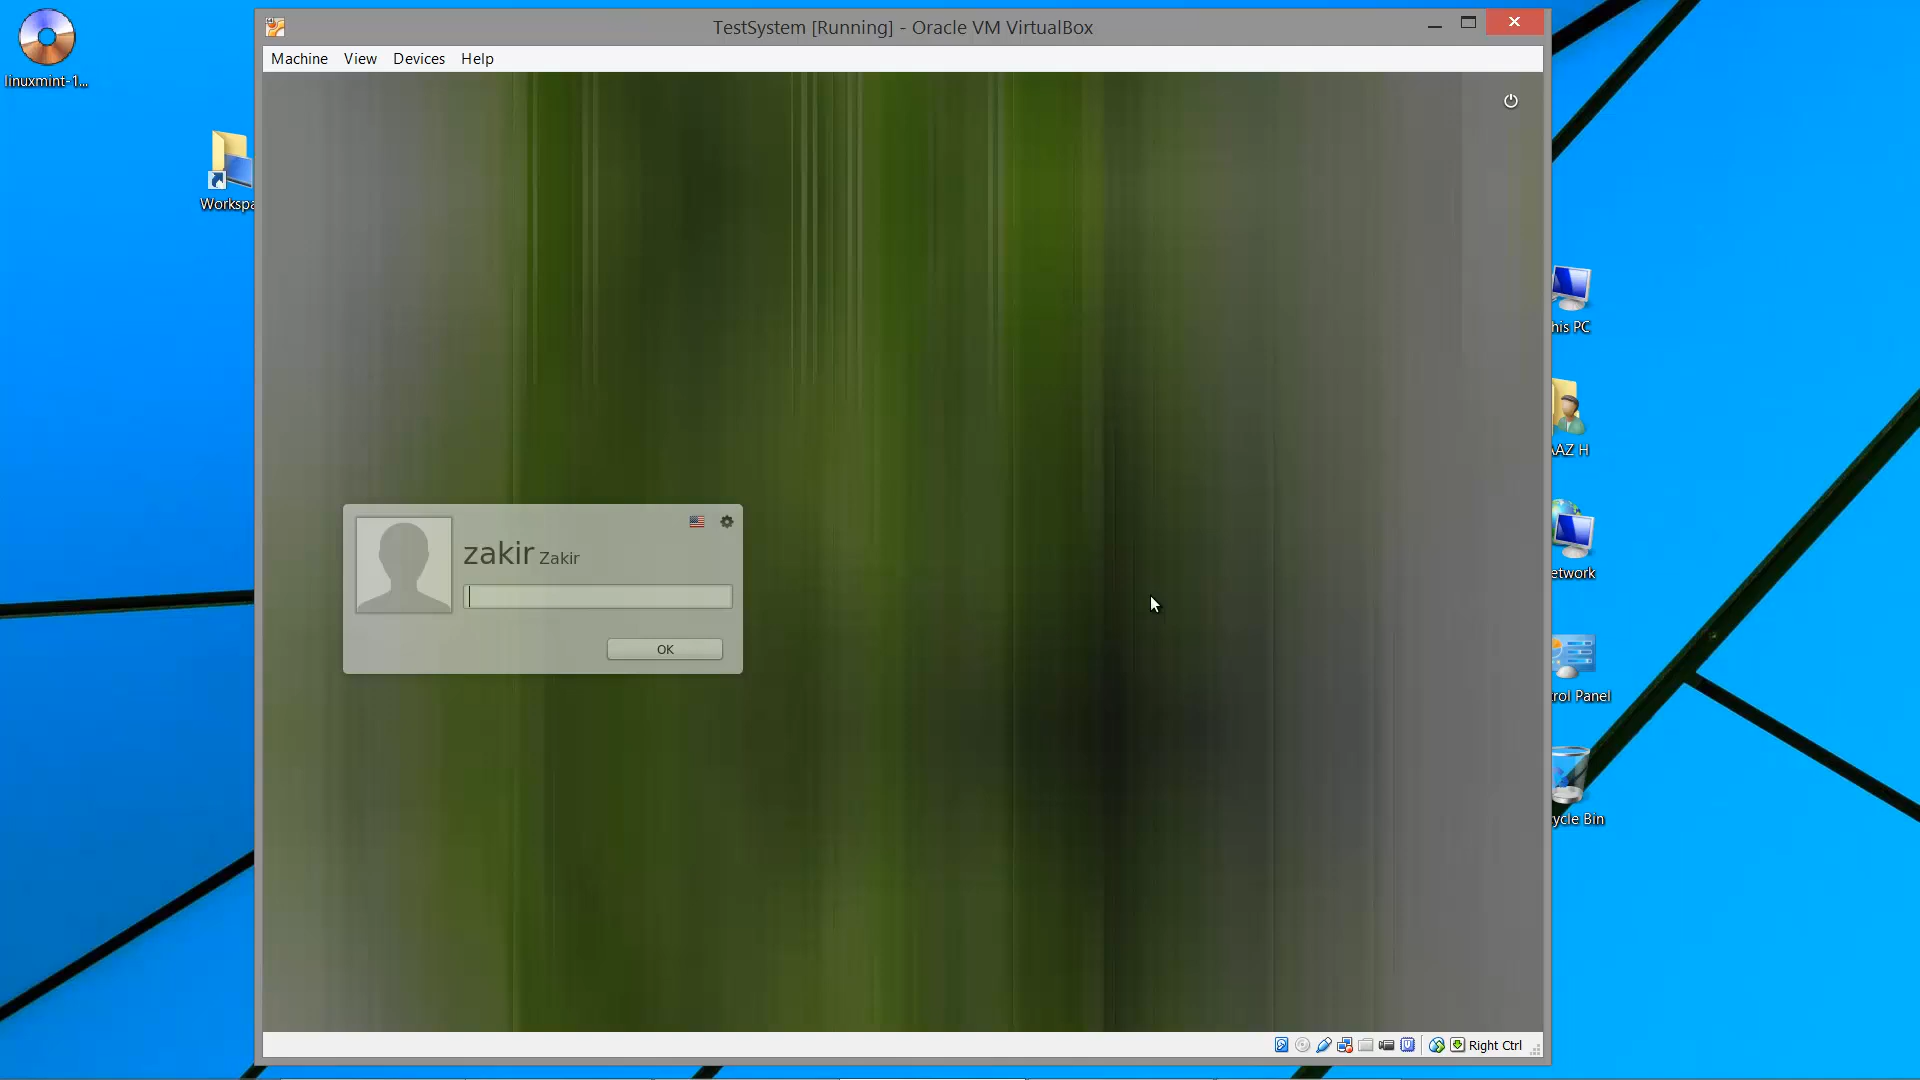 TestSystem [Running] - Oracle VM VirtualBox
Machine View Devices Help
linuxmint-1...
Workspa
his PC
AZ H
etwork
zakir Zakir
OK
rol Panel
ycle Bin
Right Ctrl